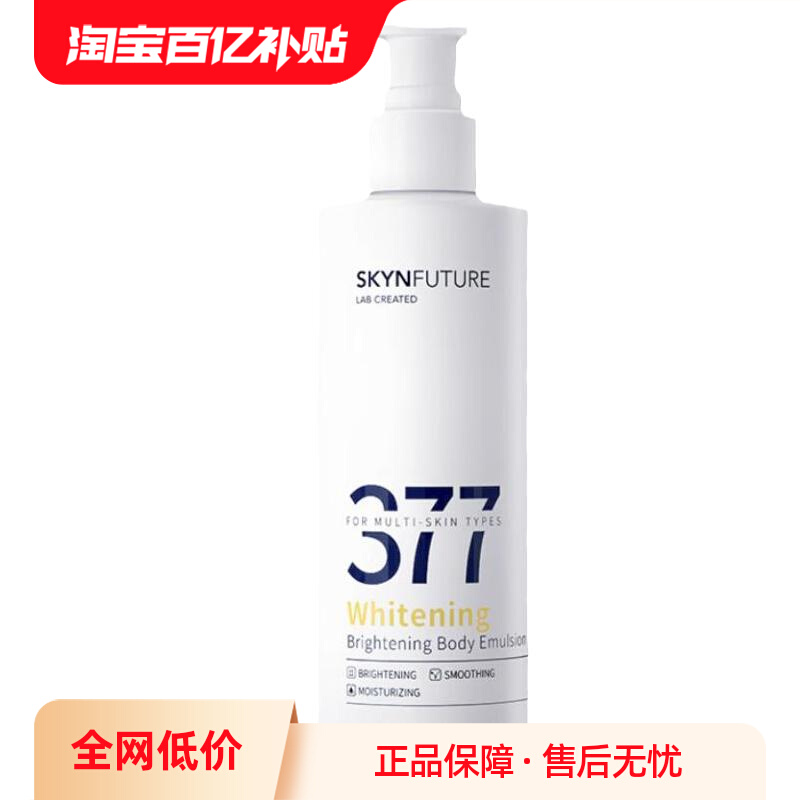 淘宝百亿补贴
SKYNFUTURE
LAB CREATED
377
FOR MULTI-SKIN TYPES
Whitening
Brightening Body Emulsion
BRIGHTENING SMOOTHING
MOISTURIZING
全网低价
正品保障·售后无忧